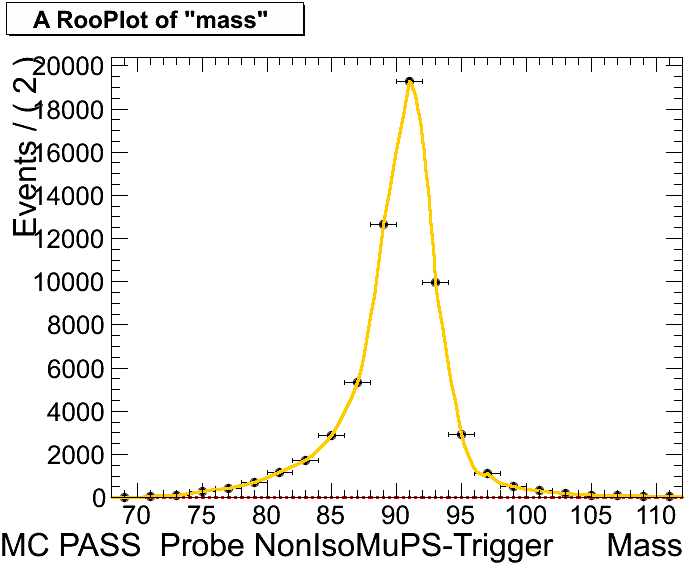 A RooPlot of "mass"
Events / ( 2 )
20000
18000
16000
14000
12000
10000
8000
6000
4000
2000
0
70 75 80 85 90 95 100 105 110
MC PASS Probe NonIsoMuPS-Trigger Mass